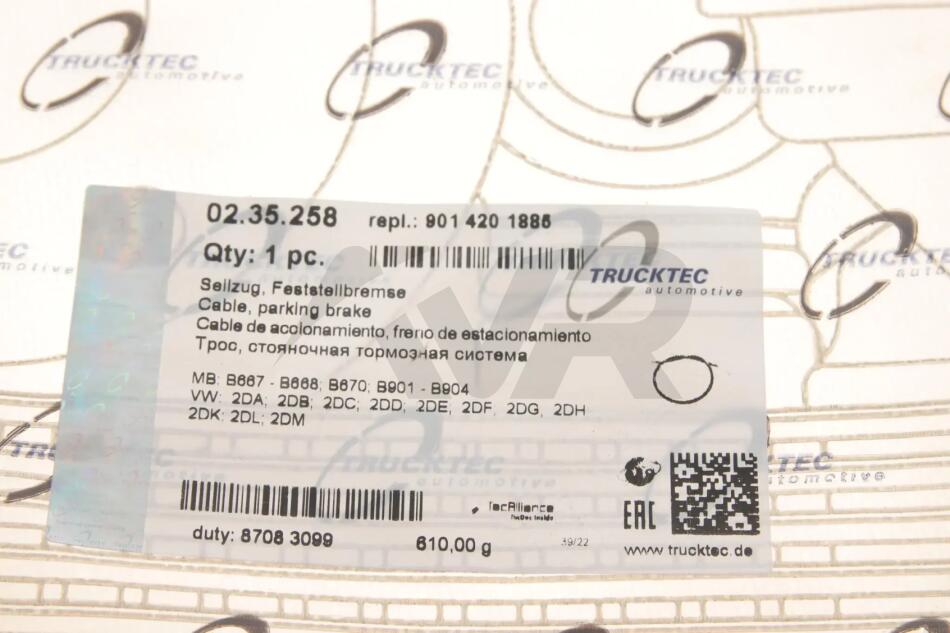 TRUCKTEC automotive
TRUCKTEC automotive
TRUCKTEC automotive
02.35.258 repl.: 901 420 1885
Qty: 1 pc.
TRUCKTEC
automotive
Seilzug, Feststellbremse
Cable, parking brake
Cable de accionamiento, freno de estacionamiento
Трос, стояночная тормозная система
MB: B667 - B668; B670; B901 - B904;
VW: 2DA; 2DB; 2DC; 2DD; 2DE; 2DF; 2DG; 2DH
2DK; 2DL; 2DM
TecAlliance
TecDoc Inside
EAC
duty: 8708 3099 610,00 g 39/22 www.trucktec.de